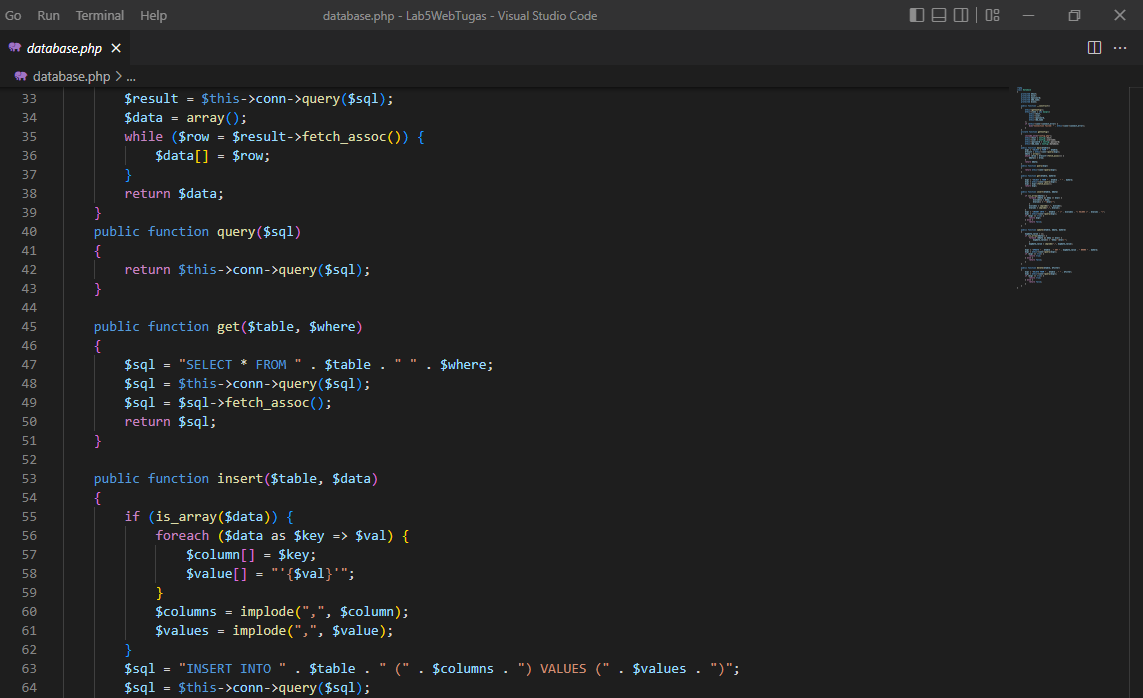 Go Run Terminal Help database.php - Lab5WebTugas - Visual Studio Code
database.php
database.php > ...
33 $result = $this->conn->query($sql);
34 $data = array();
35 while ($row = $result->fetch_assoc()) {
36 $data[] = $row;
37 }
38 return $data;
39 }
40 public function query($sql)
41 {
42 return $this->conn->query($sql);
43 }
44
45 public function get($table, $where)
46 {
47 $sql = "SELECT * FROM " . $table . " " . $where;
48 $sql = $this->conn->query($sql);
49 $sql = $sql->fetch_assoc();
50 return $sql;
51 }
52
53 public function insert($table, $data)
54 {
55 if (is_array($data)) {
56 foreach ($data as $key => $val) {
57 $column[] = $key;
58 $value[] = "'{$val}'";
59 }
60 $columns = implode(",", $column);
61 $values = implode(",", $value);
62 }
63 $sql = "INSERT INTO " . $table . " (" . $columns . ") VALUES (" . $values . ")";
64 $sql = $this->conn->query($sql);